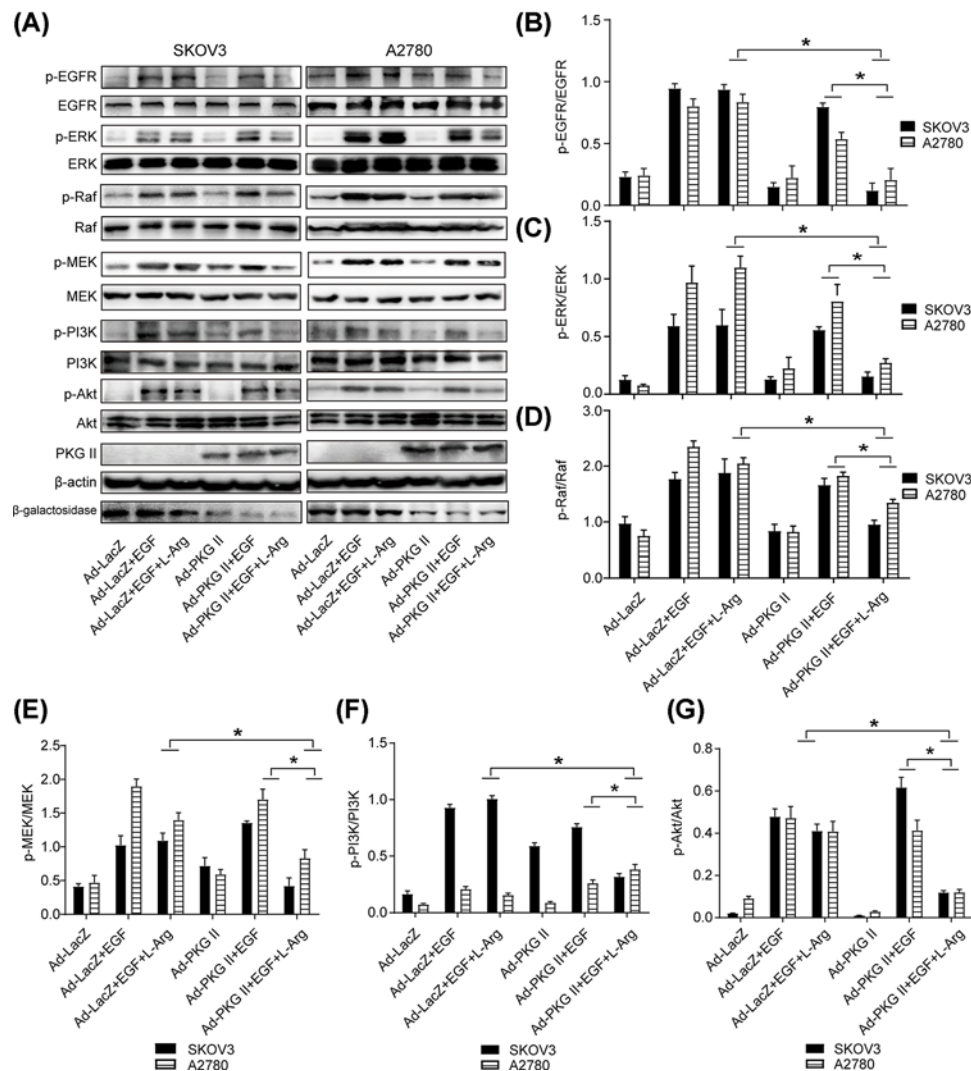 (A)
SKOV3 A2780
p-EGFR
EGFR
p-ERK
ERK
p-Raf
Raf
p-MEK
MEK
p-PI3K
PI3K
p-Akt
Akt
PKG II
β-actin
β-galactosidase
Ad-LacZ
Ad-LacZ+EGF
Ad-LacZ+EGF+L-Arg
Ad-PKG II
Ad-PKG II+EGF
Ad-PKG II+EGF+L-Arg
Ad-LacZ
Ad-LacZ+EGF
Ad-LacZ+EGF+L-Arg
Ad-PKG II
Ad-PKG II+EGF
Ad-PKG II+EGF+L-Arg
(B)
p-EGFR/EGFR
1.5
1.0
0.5
0.0
*
*
SKOV3
A2780
(C)
p-ERK/ERK
1.5
1.0
0.5
0.0
*
*
SKOV3
A2780
(D)
p-Raf/Raf
3.0
2.0
1.0
0.0
*
*
SKOV3
A2780
Ad-LacZ
Ad-LacZ+EGF
Ad-LacZ+EGF+L-Arg
Ad-PKG II
Ad-PKG II+EGF
Ad-PKG II+EGF+L-Arg
(E)
p-MEK/MEK
2.5
2.0
1.5
1.0
0.5
0.0
*
*
Ad-LacZ
Ad-LacZ+EGF
Ad-LacZ+EGF+L-Arg
Ad-PKG II
Ad-PKG II+EGF
Ad-PKG II+EGF+L-Arg
SKOV3
A2780
(F)
p-PI3K/PI3K
1.5
1.0
0.5
0.0
*
*
Ad-LacZ
Ad-LacZ+EGF
Ad-LacZ+EGF+L-Arg
Ad-PKG II
Ad-PKG II+EGF
Ad-PKG II+EGF+L-Arg
SKOV3
A2780
(G)
p-Akt/Akt
0.8
0.6
0.4
0.2
0.0
*
*
Ad-LacZ
Ad-LacZ+EGF
Ad-LacZ+EGF+L-Arg
Ad-PKG II
Ad-PKG II+EGF
Ad-PKG II+EGF+L-Arg
SKOV3
A2780